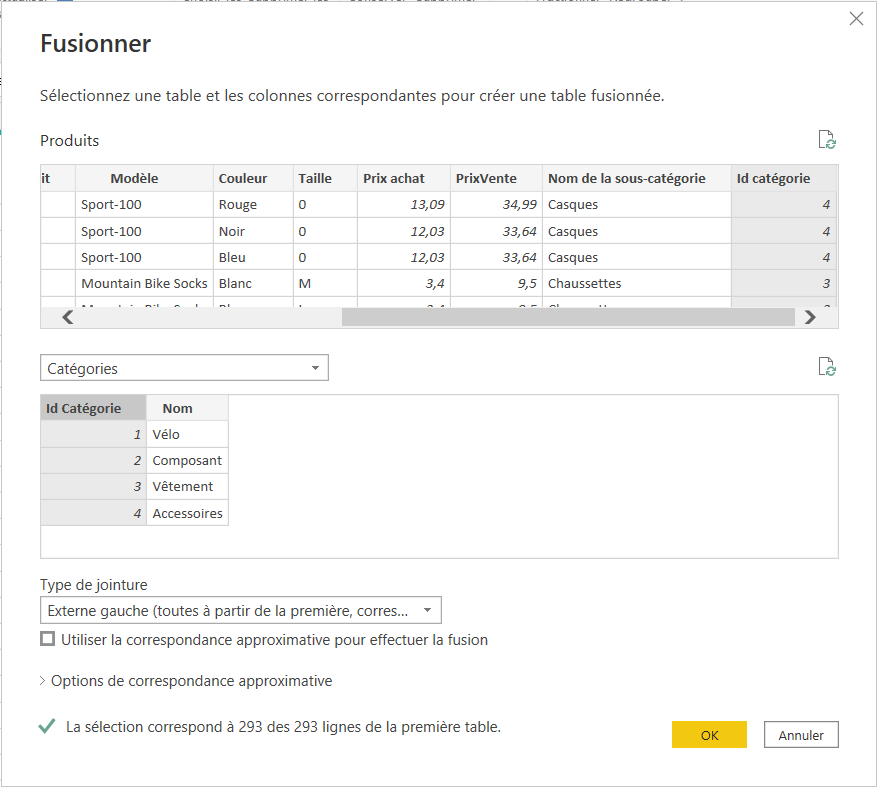 Fusionner
Sélectionnez une table et les colonnes correspondantes pour créer une table fusionnée.
Produits
it Modèle Couleur Taille Prix achat PrixVente Nom de la sous-catégorie Id catégorie
Sport-100 Rouge 0 13,09 34,99 Casques 4
Sport-100 Noir 0 12,03 33,64 Casques 4
Sport-100 Bleu 0 12,03 33,64 Casques 4
Mountain Bike Socks Blanc M 3,4 9,5 Chaussettes 3
Catégories
Id Catégorie Nom
1 Vélo
2 Composant
3 Vêtement
4 Accessoires
Type de jointure
Externe gauche (toutes à partir de la première, corres...
Utiliser la correspondance approximative pour effectuer la fusion
Options de correspondance approximative
La sélection correspond à 293 des 293 lignes de la première table.
OK Annuler